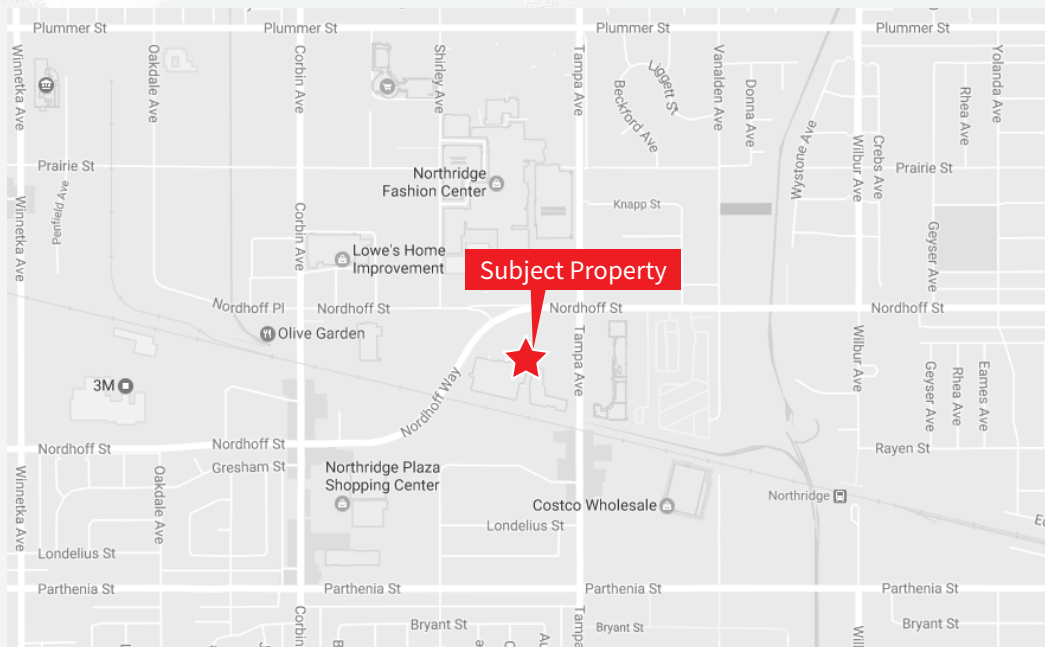 Plummer St
Plummer St
Plummer St
Plummer St
Winnetka Ave
Oakdale Ave
Corbin Ave
Shirley Ave
Tampa Ave
Liggett St
Beckford Ave
Vanalden Ave
Donna Ave
Wystone Ave
Wilbur Ave
Crebs Ave
Rhea Ave
Yolanda Ave
Prairie St
Prairie St
Penfield Ave
Winnetka Ave
Corbin Ave
Northridge
Fashion Center
Knapp St
Geyser Ave
Lowe's Home
Improvement
Subject Property
Nordhoff Pl
Nordhoff St
Nordhoff St
Nordhoff St
Olive Garden
Tampa Ave
Wilbur Ave
3M
Nordhoff Way
Geyser Ave
Rhea Ave
Eames Ave
Nordhoff St
Nordhoff St
Rayen St
Gresham St
Winnetka Ave
Oakdale Ave
Northridge Plaza
Shopping Center
Costco Wholesale
Northridge
Londelius St
Londelius St
Parthenia St
Parthenia St
Parthenia St
Parthenia St
Corbin
Bryant St
Tampa
Bryant St
Bryant St